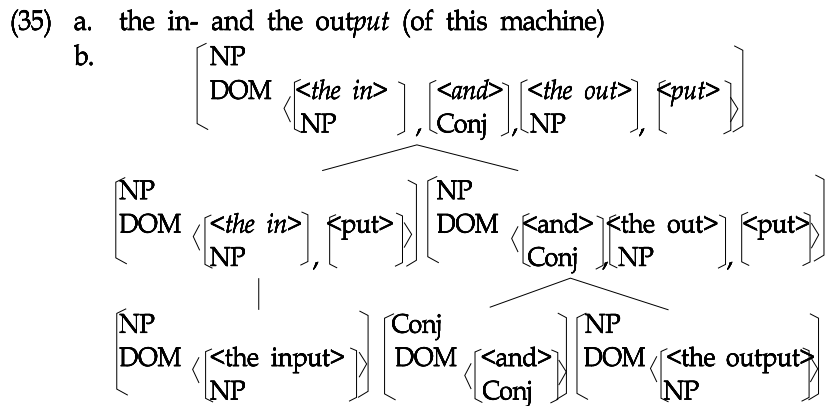 (35) a. the in- and the output (of this machine)
b.
NP
DOM <[<the in>], [<and>], [<the out>], [<put>]>
NP Conj NP
NP NP
DOM <[<the in>], [<put>]> DOM <[<and>], [<the out>], [<put>]>
NP Conj NP
NP Conj NP
DOM <[<the input>]> DOM <[<and>]> DOM <[<the output>]>
NP Conj NP